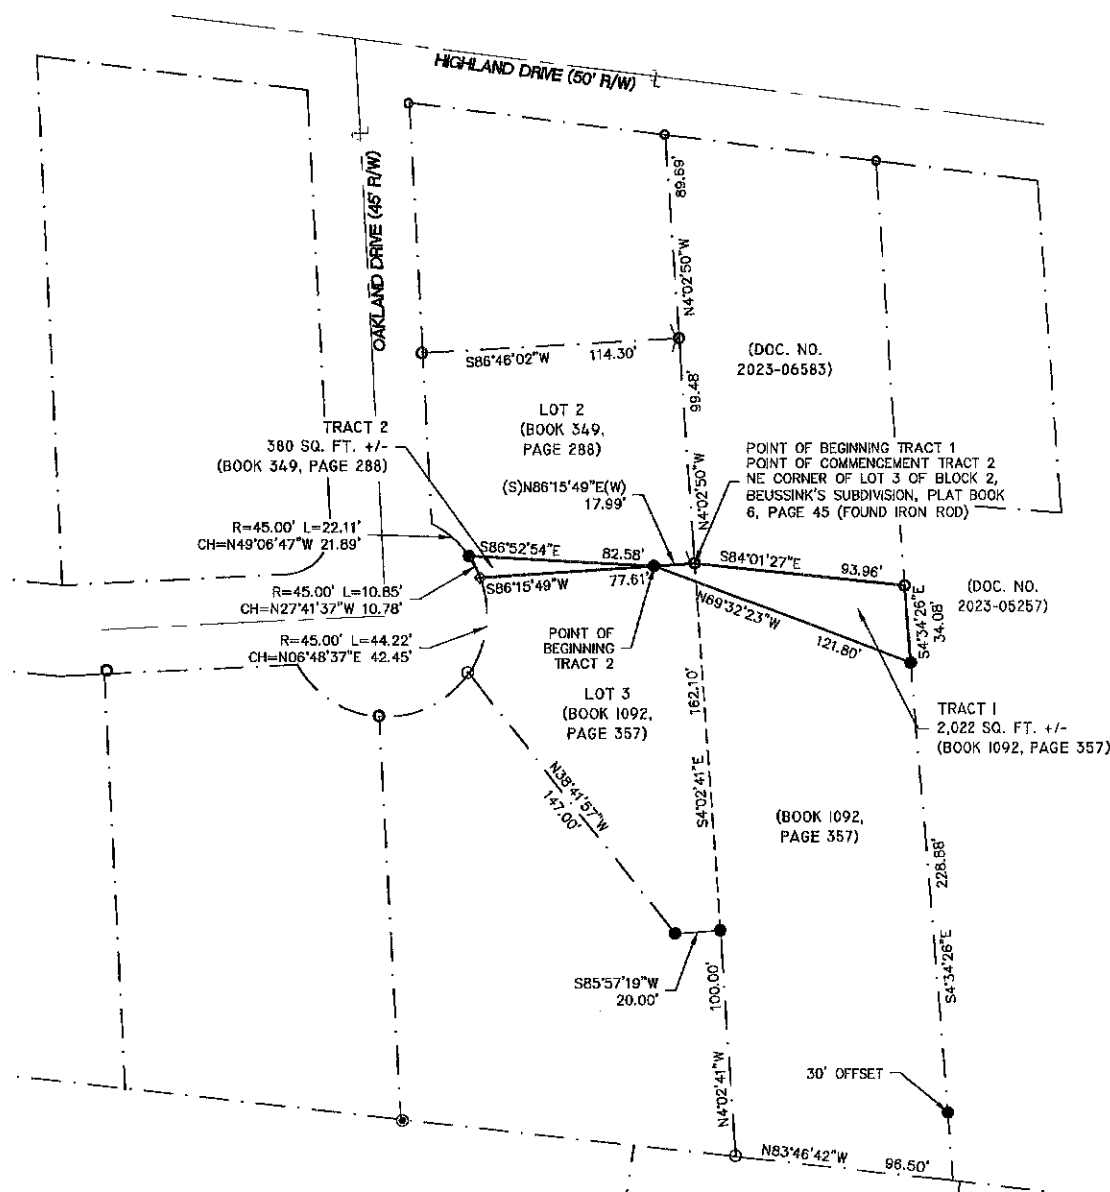 HIGHLAND DRIVE (50' R/W)
OAKLAND DRIVE (45' R/W)
89.69'
N4°02'50"W
S86°46'02"W 114.30'
(DOC. NO.
2023-06583)
99.48'
N4°02'50"W
LOT 2
(BOOK 349,
PAGE 288)
TRACT 2
380 SQ. FT. +/-
(BOOK 349, PAGE 288)
POINT OF BEGINNING TRACT 1
POINT OF COMMENCEMENT TRACT 2
NE CORNER OF LOT 3 OF BLOCK 2,
BEUSSINK'S SUBDIVISION, PLAT BOOK
6, PAGE 45 (FOUND IRON ROD)
(S)N86°15'49"E(W)
17.99'
R=45.00' L=22.11'
CH=N49°06'47"W 21.89'
S86°52'54"E 82.58'
S84°01'27"E 93.96'
S86°15'49"W 77.61'
R=45.00' L=10.85'
CH=N27°41'37"W 10.78'
N69°32'23"W 121.80'
S4°34'26"E
34.08'
(DOC. NO.
2023-05257)
R=45.00' L=44.22'
CH=N06°48'37"E 42.45'
POINT OF
BEGINNING
TRACT 2
LOT 3
(BOOK 1092,
PAGE 357)
162.10'
S4°02'41"E
TRACT 1
2,022 SQ. FT. +/-
(BOOK 1092, PAGE 357)
N38°41'57"W
147.00'
(BOOK 1092,
PAGE 357)
228.88'
S4°34'26"E
S85°57'19"W
20.00'
100.00'
N4°02'41"W
30' OFFSET
N83°46'42"W 96.50'